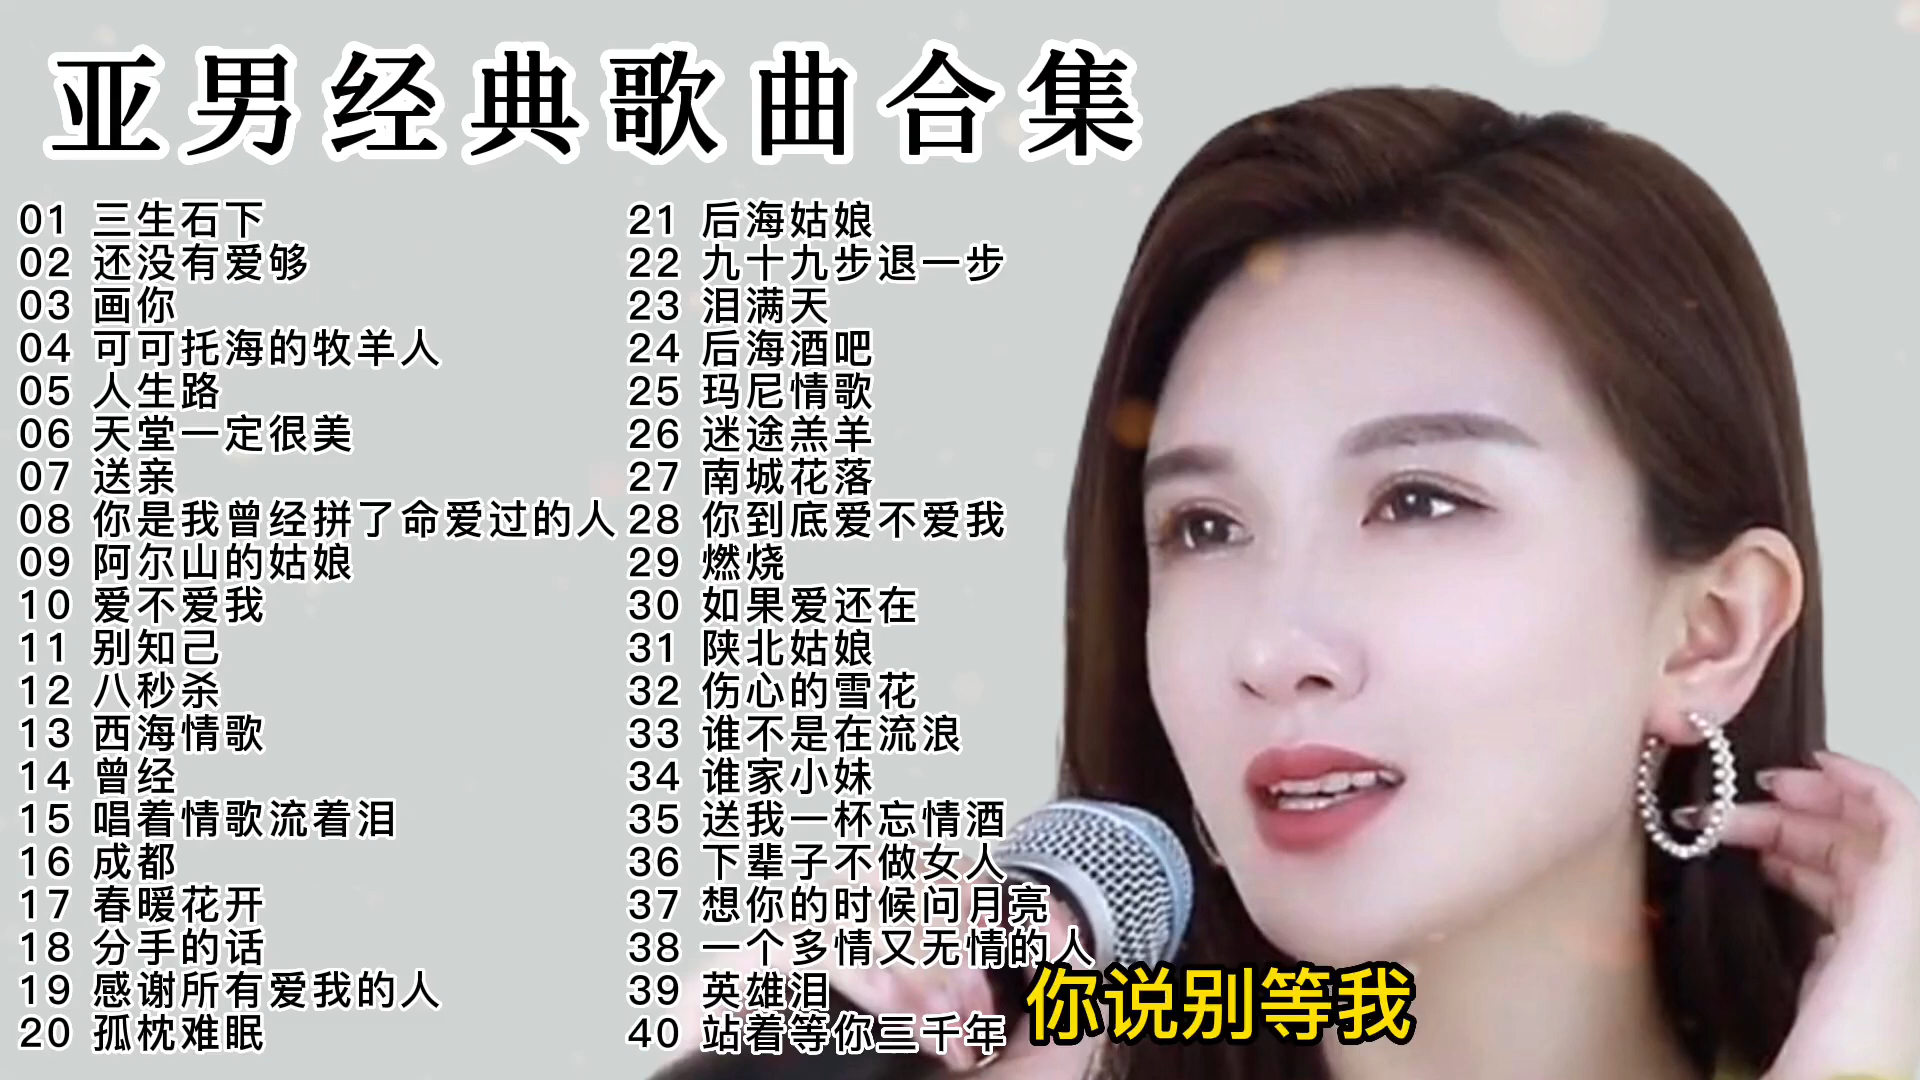 亚男经典歌曲合集
01 三生石下
02 还没有爱够
03 画你
04 可可托海的牧羊人
05 人生路
06 天堂一定很美
07 送亲
08 你是我曾经拼了命爱过的人
09 阿尔山的姑娘
10 爱不爱我
11 别知己
12 八秒杀
13 西海情歌
14 曾经
15 唱着情歌流着泪
16 成都
17 春暖花开
18 分手的话
19 感谢所有爱我的人
20 孤枕难眠
21 后海姑娘
22 九十九步退一步
23 泪满天
24 后海酒吧
25 玛尼情歌
26 迷途羔羊
27 南城花落
28 你到底爱不爱我
29 燃烧
30 如果爱还在
31 陕北姑娘
32 伤心的雪花
33 谁不是在流浪
34 谁家小妹
35 送我一杯忘情酒
36 下辈子不做女人
37 想你的时候问月亮
38 一个多情又无情的人
39 英雄泪
40 站着等你三千年
你说别等我